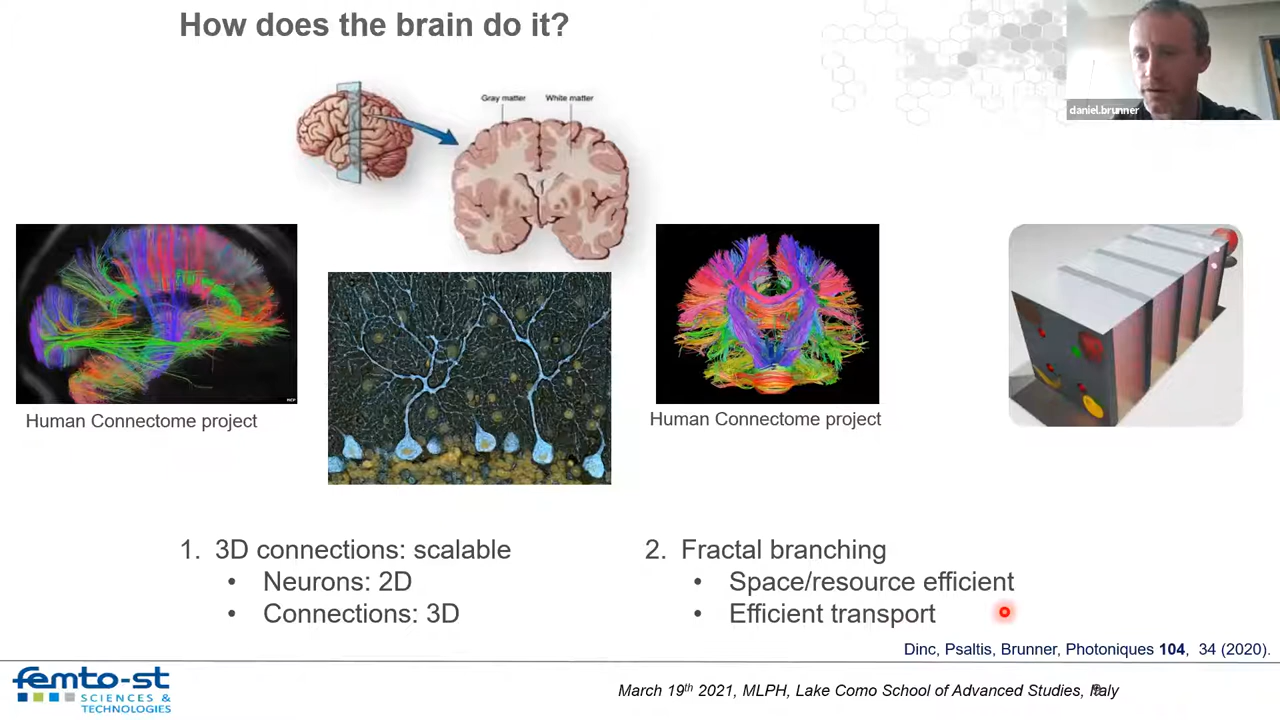 How does the brain do it?
daniel.brunner
Gray matter
White matter
Human Connectome project
Human Connectome project
1. 3D connections: scalable
• Neurons: 2D
• Connections: 3D
2. Fractal branching
• Space/resource efficient
• Efficient transport
Dinc, Psaltis, Brunner, Photoniques 104, 34 (2020).
femto-st
SCIENCES &
TECHNOLOGIES
March 19th 2021, MLPH, Lake Como School of Advanced Studies, Italy